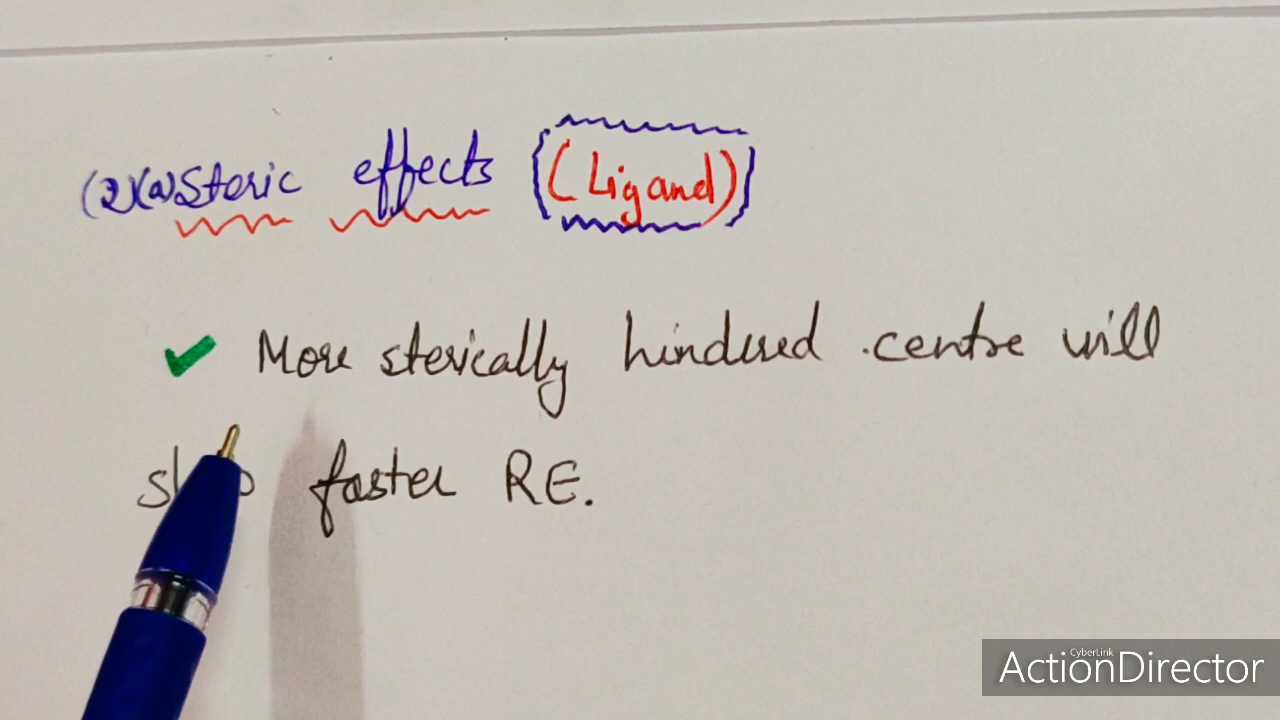 (2)(a) Steric effects {(Ligand)}
✓ More sterically hindered centre will
faster RE.
CyberLink
ActionDirector